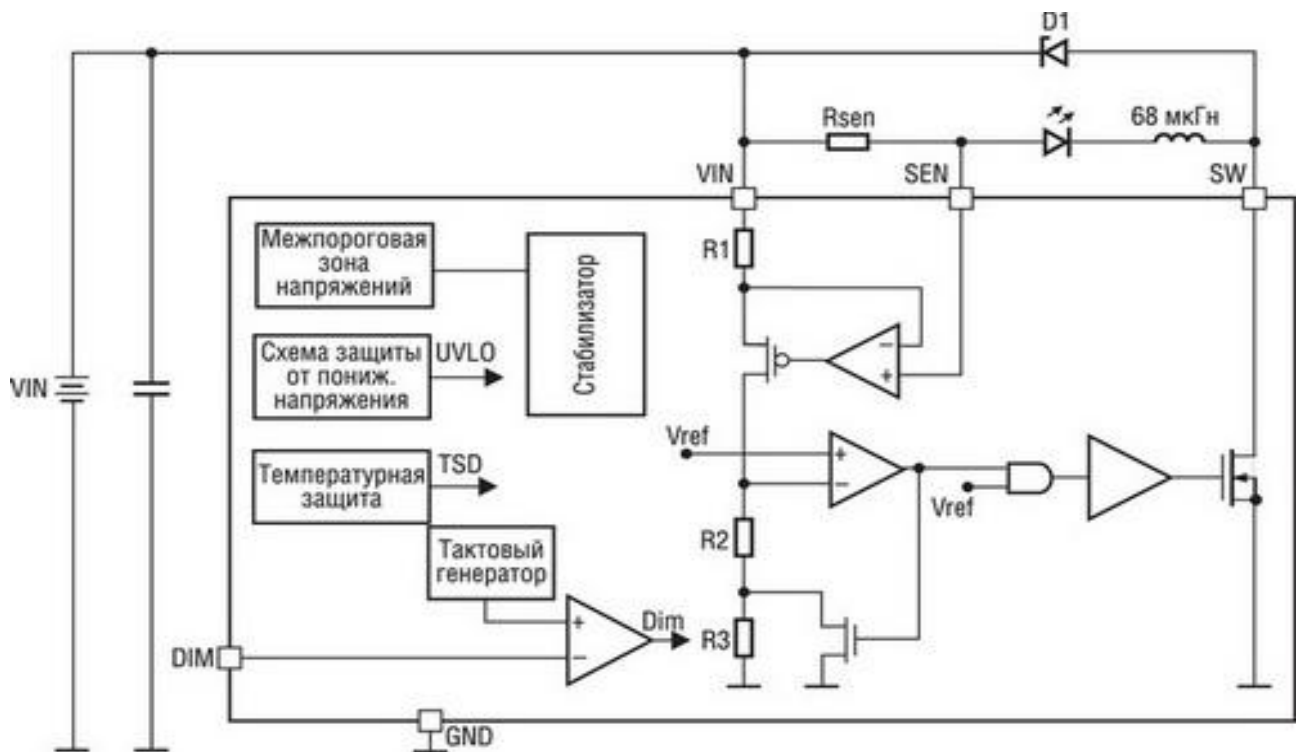 D1
Rsen
68 мкГн
VIN
SEN
SW
Межпороговая
зона
напряжений
Стабилизатор
R1
Схема защиты
от пониж.
напряжения
UVLO
VIN
− 
+
Vref
+
−
Vref
Температурная
защита
TSD
Тактовый
генератор
R2
+
−
Dim
R3
DIM
GND